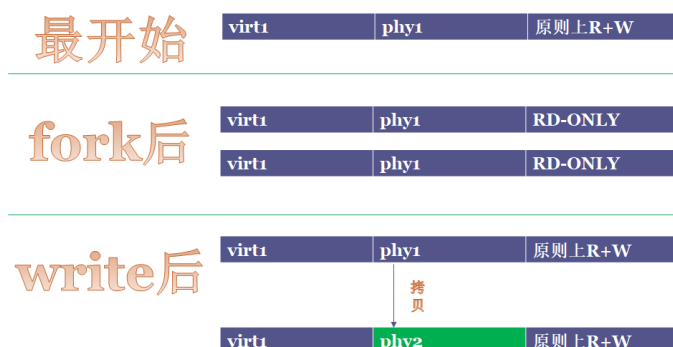 最开始
virt1 phy1 原则上R+W
fork后
virt1 phy1 RD-ONLY
virt1 phy1 RD-ONLY
write后
virt1 phy1 原则上R+W
拷
贝
virt1 phy2 原则上R+W